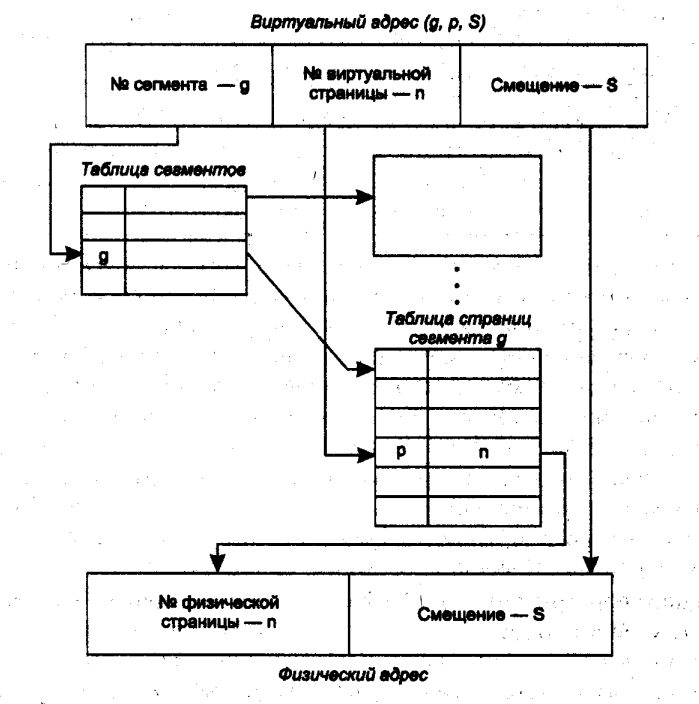 Виртуальный адрес (g, p, S)
№ сегмента — g
№ виртуальной
страницы — n
Смещение — S
Таблица сегментов
g
Таблица страниц
сегмента g
p
n
№ физической
страницы — n
Смещение — S
Физический адрес